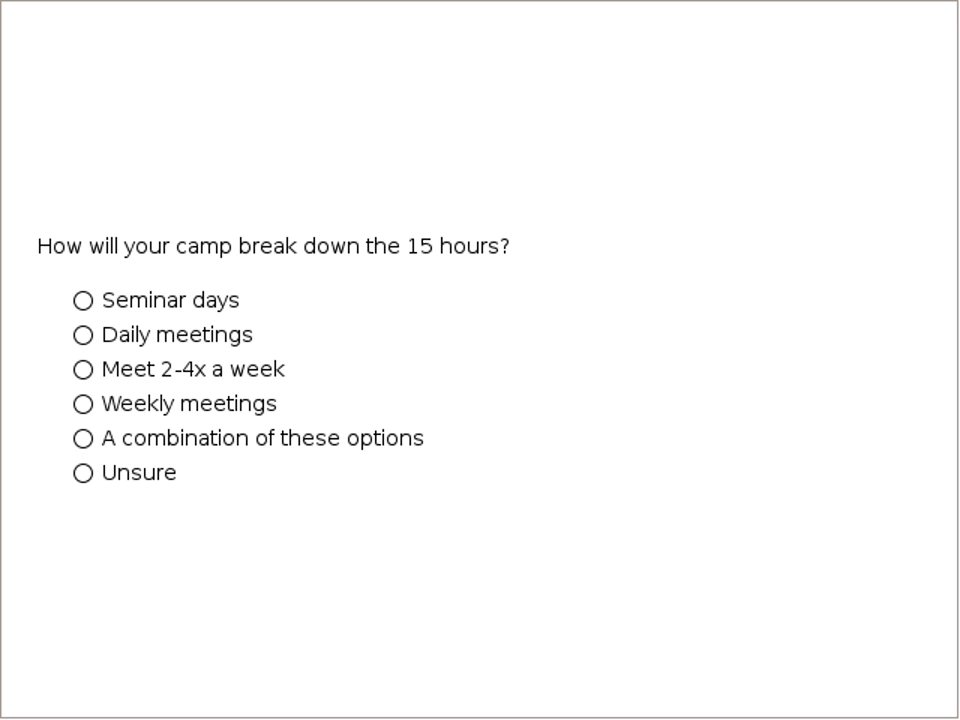 How will your camp break down the 15 hours?
Seminar days
Daily meetings
Meet 2-4x a week
Weekly meetings
A combination of these options
Unsure